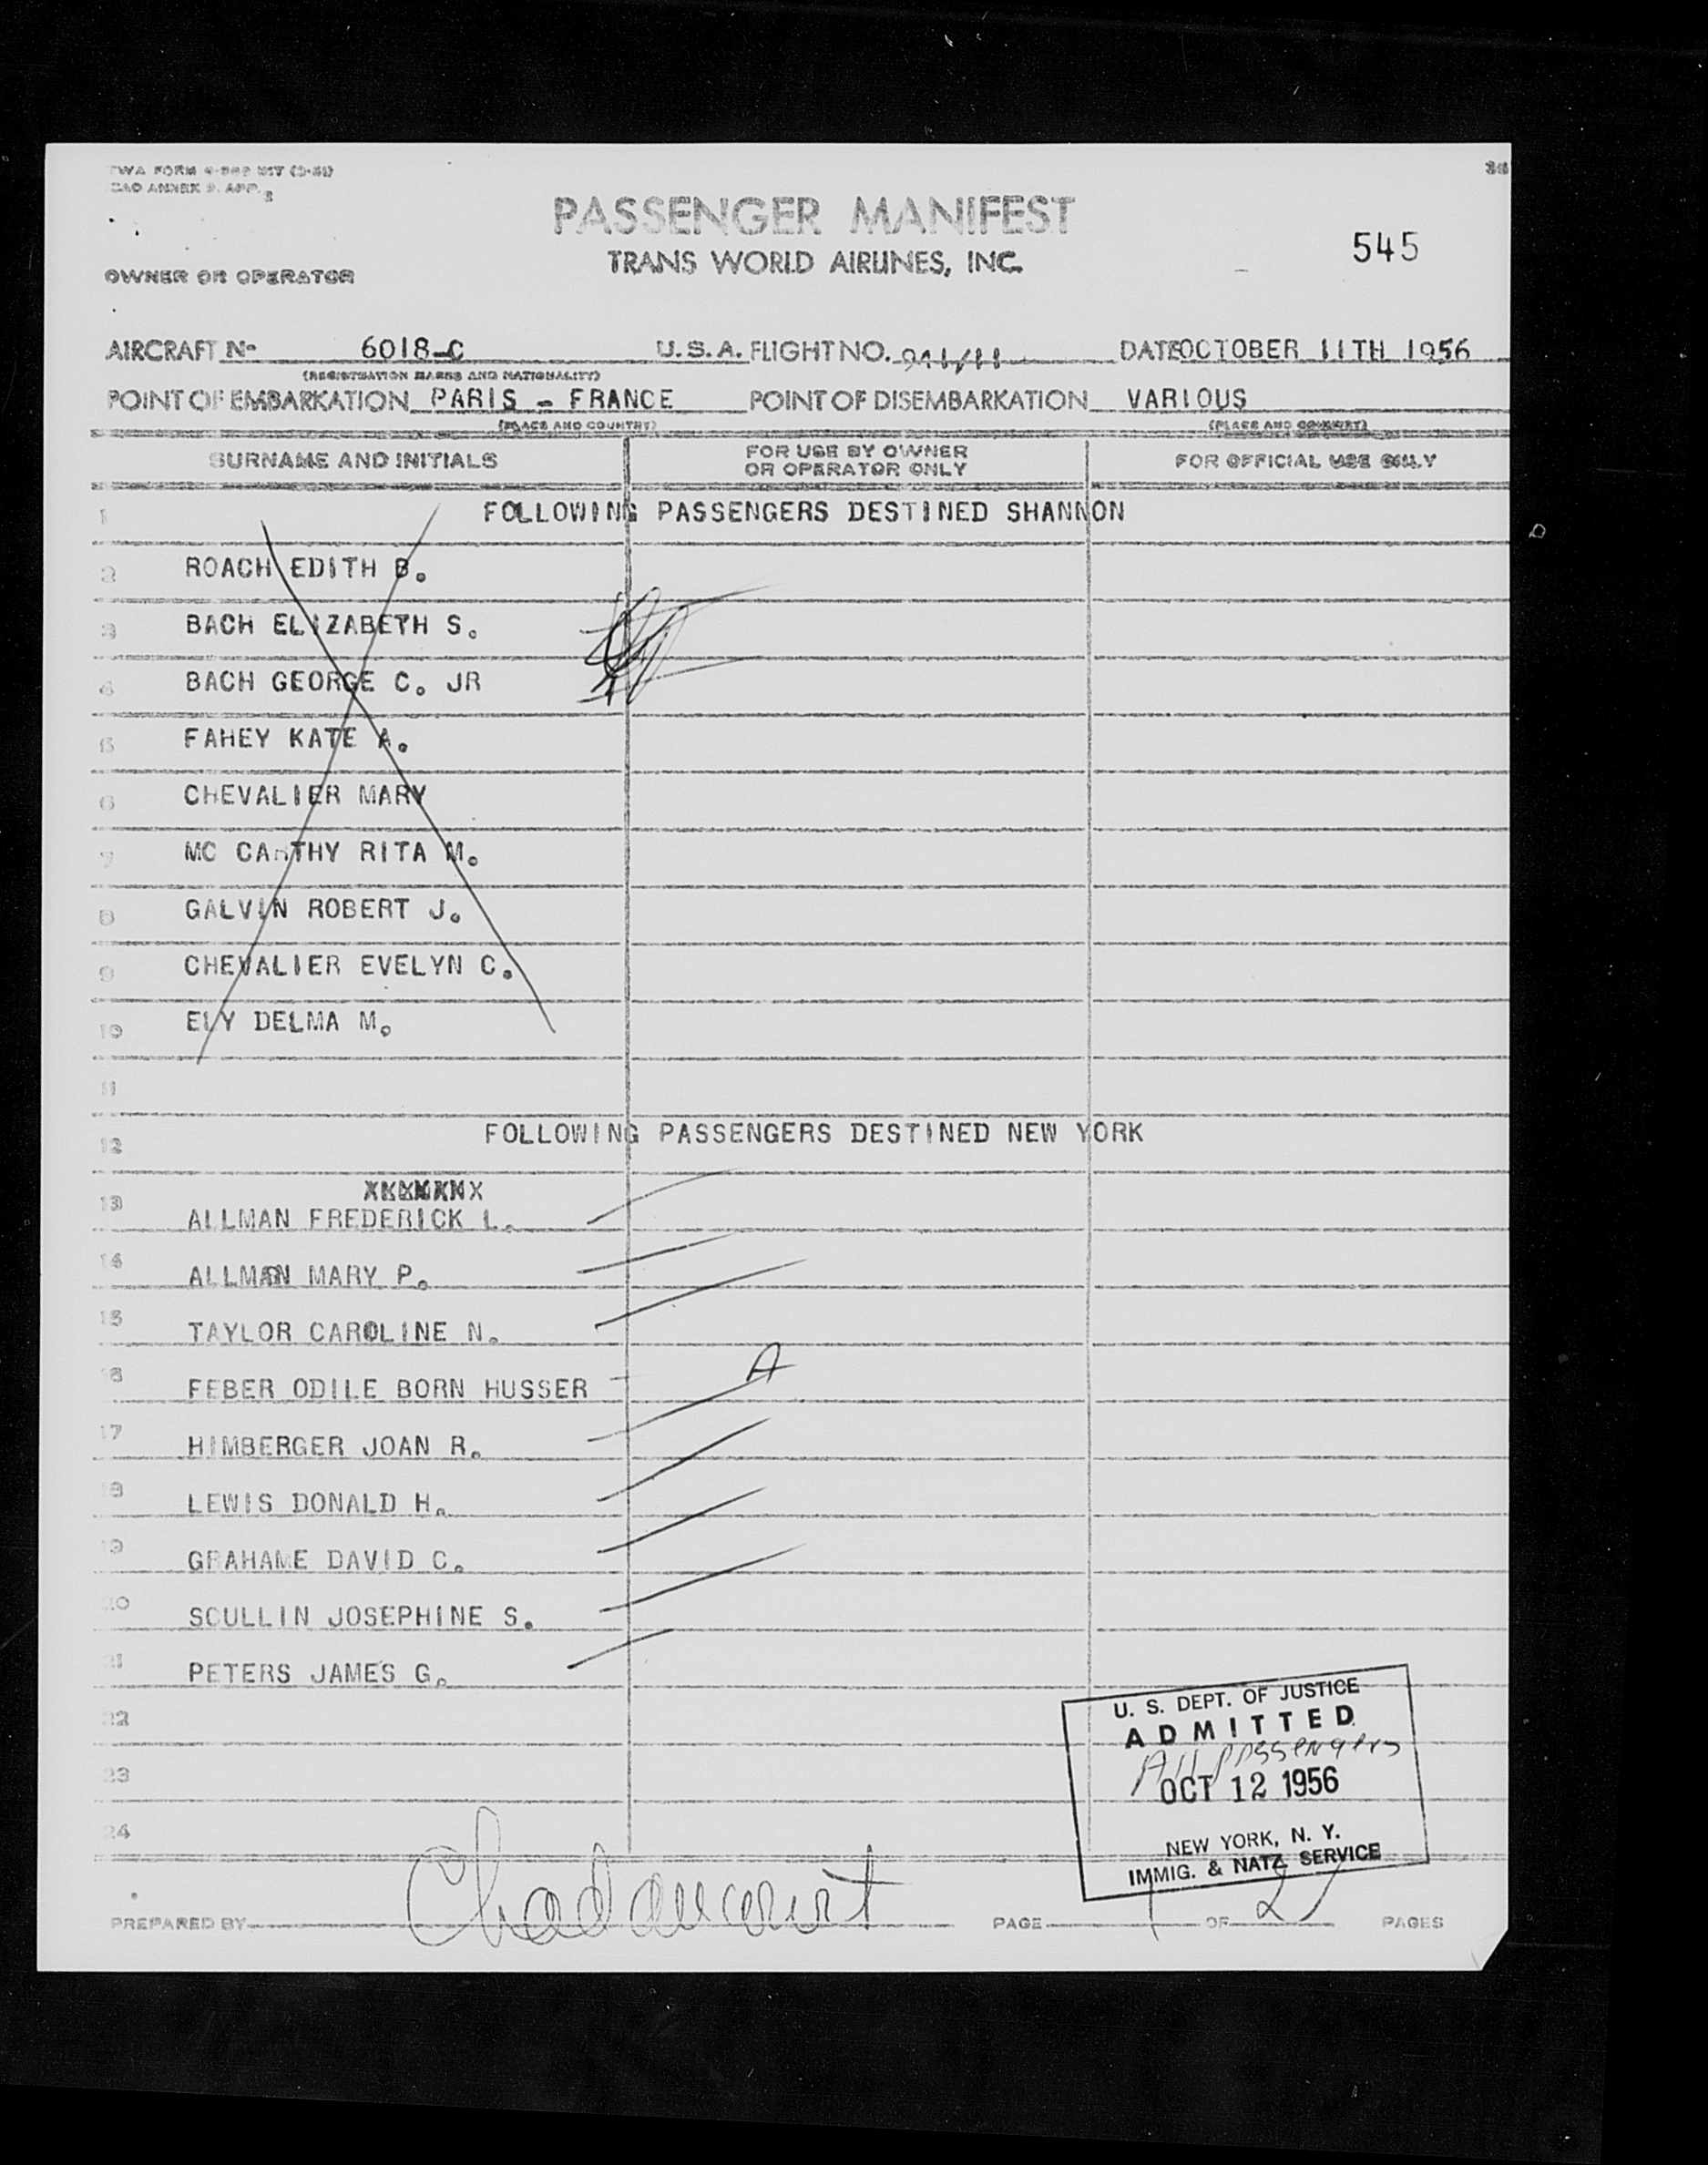 PASSENGER MANIFEST
TRANS WORLD AIRLINES, INC.
545
OWNER OR OPERATOR
AIRCRAFT No 6018-C U.S.A. FLIGHT NO. DATE OCTOBER 11TH 1956
(REGISTRATION MARKS AND NATIONALITY)
POINT OF EMBARKATION PARIS - FRANCE POINT OF DISEMBARKATION VARIOUS
(PLACE AND COUNTRY) (PLACE AND COUNTRY)
SURNAME AND INITIALS FOR USE BY OWNER OR OPERATOR ONLY FOR OFFICIAL USE ONLY
1 FOLLOWING PASSENGERS DESTINED SHANNON
2 ROACH EDITH B.
3 BACH ELIZABETH S.
4 BACH GEORGE C. JR
5 FAHEY KATE A.
6 CHEVALIER MARY
7 MC CARTHY RITA M.
8 GALVIN ROBERT J.
9 CHEVALIER EVELYN C.
10 ELY DELMA M.
11
12 FOLLOWING PASSENGERS DESTINED NEW YORK
13 ALLMAN FREDERICK L.
14 ALLMAN MARY P.
15 TAYLOR CAROLINE N.
16 FEBER ODILE BORN HUSSER A
17 HIMBERGER JOAN R.
18 LEWIS DONALD H.
19 GRAHAME DAVID C.
20 SCULLIN JOSEPHINE S.
21 PETERS JAMES G.
22
23
24
U. S. DEPT. OF JUSTICE
ADMITTED
All passengers
OCT 12 1956
NEW YORK, N. Y.
IMMIG. & NATZ. SERVICE
PREPARED BY PAGE 1 OF 2 PAGES